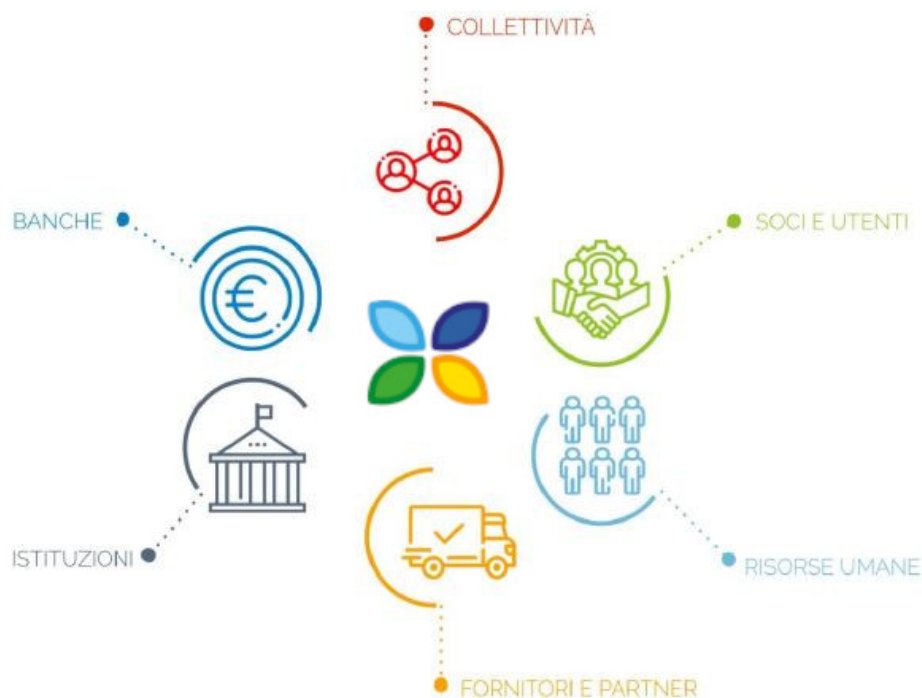 COLLETTIVITÀ
BANCHE
SOCI E UTENTI
ISTITUZIONI
RISORSE UMANE
FORNITORI E PARTNER